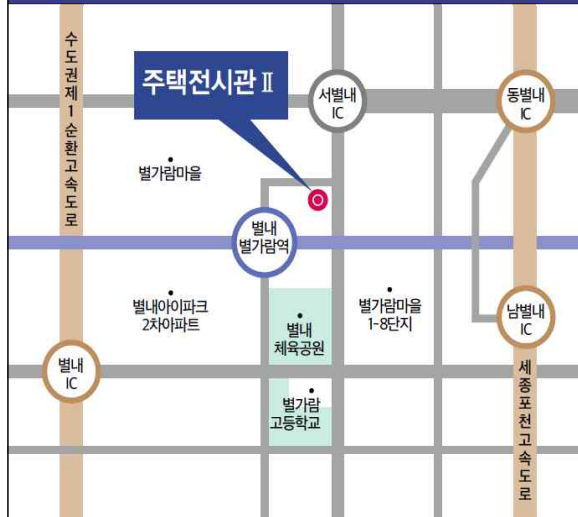 수도권제1순환고속도로
주택전시관 Ⅱ
서별내
IC
동별내
IC
별가람마을
별내
별가람역
별내아이파크
2차아파트
별내
체육공원
별가람마을
1-8단지
남별내
IC
별내
IC
별가람
고등학교
세종포천고속도로